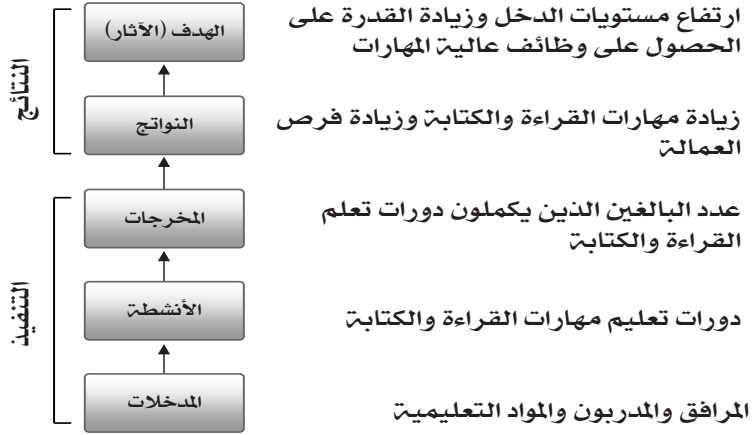 ارتفاع مستويات الدخل وزيادة القدرة على
الحصول على وظائف عالية المهارات
الهدف (الآثار)
زيادة مهارات القراءة والكتابة وزيادة فرص
العمالة
النواتج
النتائج
عدد البالغين الذين يكملون دورات تعلم
القراءة والكتابة
المخرجات
دورات تعليم مهارات القراءة والكتابة
الأنشطة
المرافق والمدربون والمواد التعليمية
المدخلات
التنفيذ